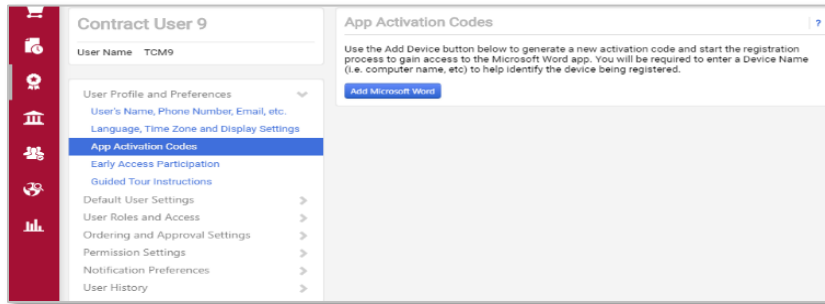 Contract User 9
User Name TCM9
User Profile and Preferences
User's Name, Phone Number, Email, etc.
Language, Time Zone and Display Settings
App Activation Codes
Early Access Participation
Guided Tour Instructions
Default User Settings
User Roles and Access
Ordering and Approval Settings
Permission Settings
Notification Preferences
User History
App Activation Codes
?
Use the Add Device button below to generate a new activation code and start the registration
process to gain access to the Microsoft Word app. You will be required to enter a Device Name
(i.e. computer name, etc) to help identify the device being registered.
Add Microsoft Word